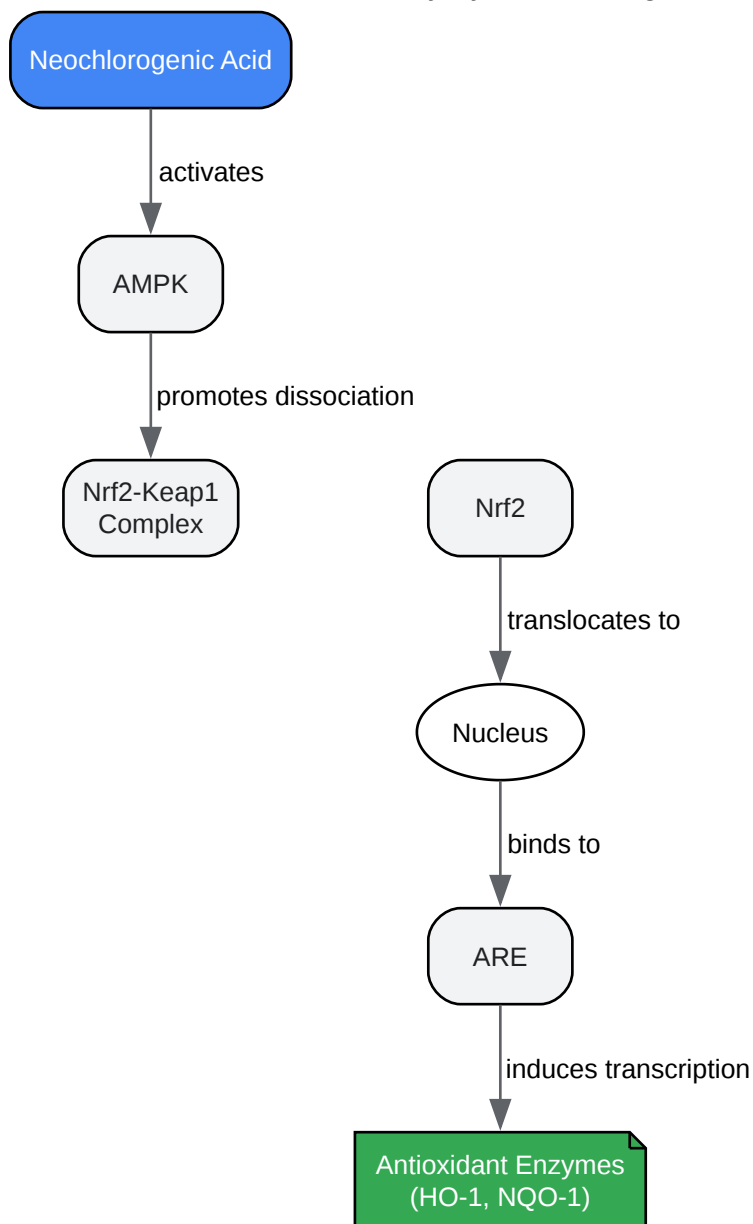 Neochlorogenic Acid
activates
AMPK
promotes dissociation
Nrf2-Keap1
Complex
Nrf2
translocates to
Nucleus
binds to
ARE
induces transcription
Antioxidant Enzymes
(HO-1, NQO-1)